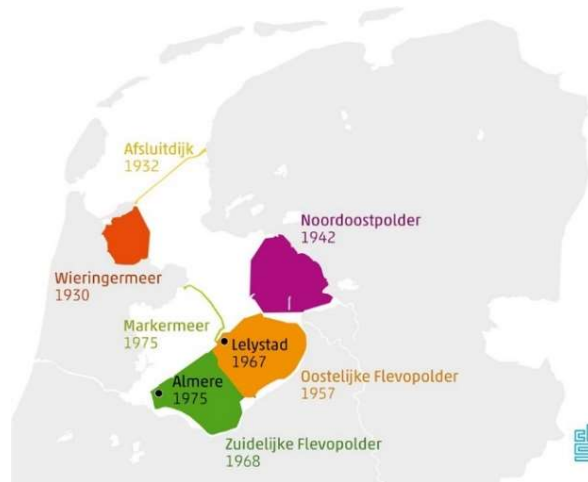 Afsluitdijk
1932
Noordoostpolder
1942
Wieringermeer
1930
Markermeer
1975
Lelystad
1967
Almere
1975
Oostelijke Flevopolder
1957
Zuidelijke Flevopolder
1968